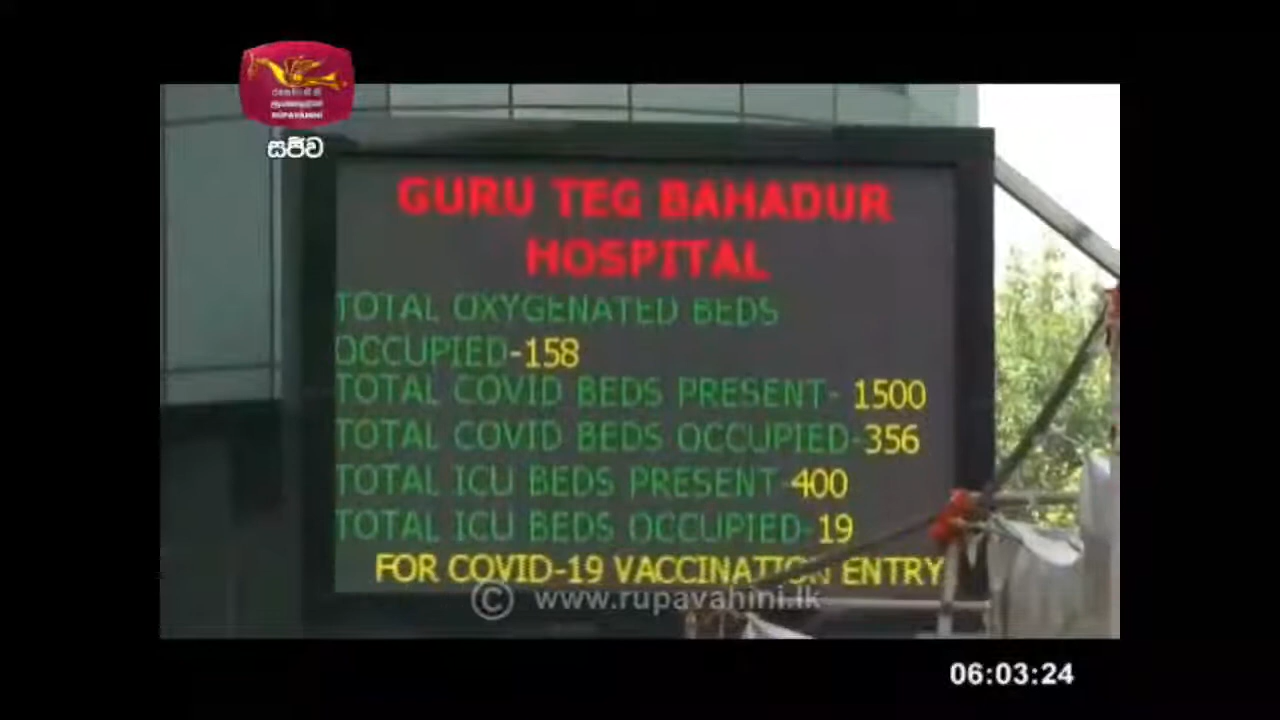 RUPAVAHINI
සජීව
GURU TEG BAHADUR
HOSPITAL
TOTAL OXYGENATED BEDS
OCCUPIED-158
TOTAL COVID BEDS PRESENT- 1500
TOTAL COVID BEDS OCCUPIED-356
TOTAL ICU BEDS PRESENT-400
TOTAL ICU BEDS OCCUPIED-19
FOR COVID-19 VACCINATION ENTRY
© www.rupavahini.lk
06:03:24